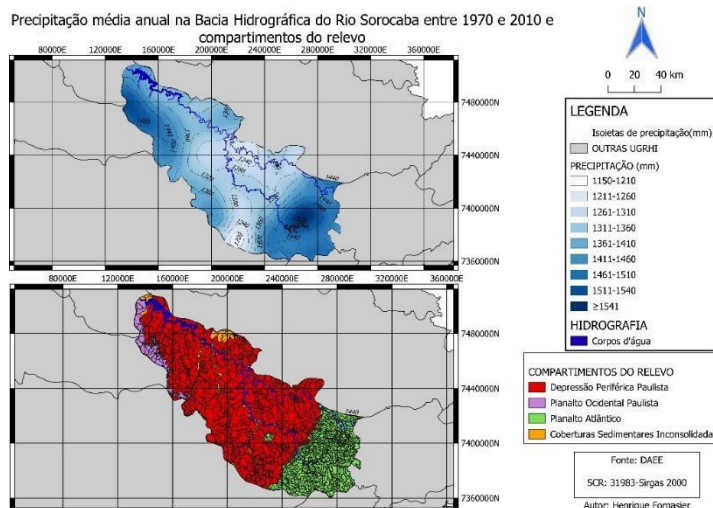 Precipitação média anual na Bacia Hidrográfica do Rio Sorocaba entre 1970 e 2010 e
compartimentos do relevo
80000E 120000E 160000E 200000E 240000E 280000E 320000E 360000E
7480000N
7440000N
7400000N
7360000N
80000E 120000E 160000E 200000E 240000E 280000E 320000E 360000E
7480000N
7440000N
7400000N
7360000N
1440
1240
1440
N
0 20 40 km
LEGENDA
Isoietas de precipitação(mm)
OUTRAS UGRHI
PRECIPITAÇÃO (mm)
1150-1210
1211-1260
1261-1310
1311-1360
1361-1410
1411-1460
1461-1510
1511-1540
≥1541
HIDROGRAFIA
Corpos d'água
COMPARTIMENTOS DO RELEVO
Depressão Periférica Paulista
Planalto Ocidental Paulista
Planalto Atlântico
Coberturas Sedimentares Inconsolidada
Fonte: DAEE
SCR: 31983-Sirgas 2000
Autor: Henrique Fornasier